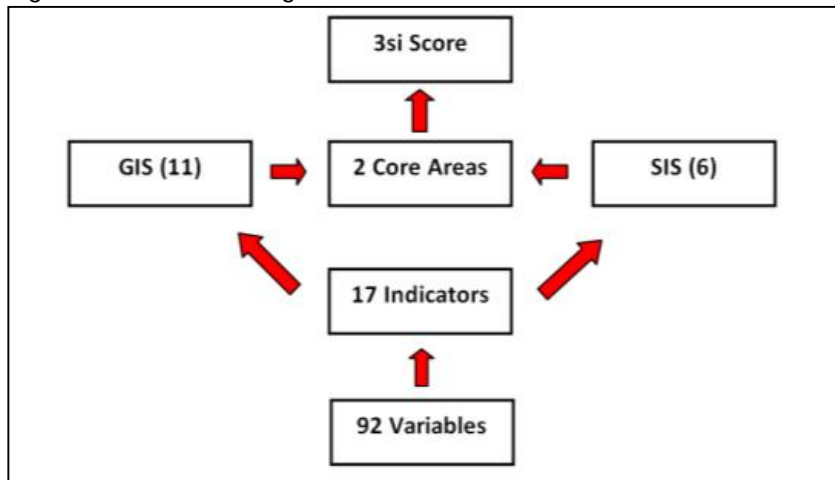 3si Score
GIS (11)
2 Core Areas
SIS (6)
17 Indicators
92 Variables